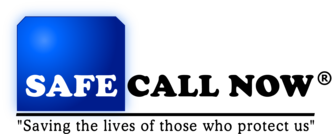 SAFE CALL NOW®
"Saving the lives of those who protect us"